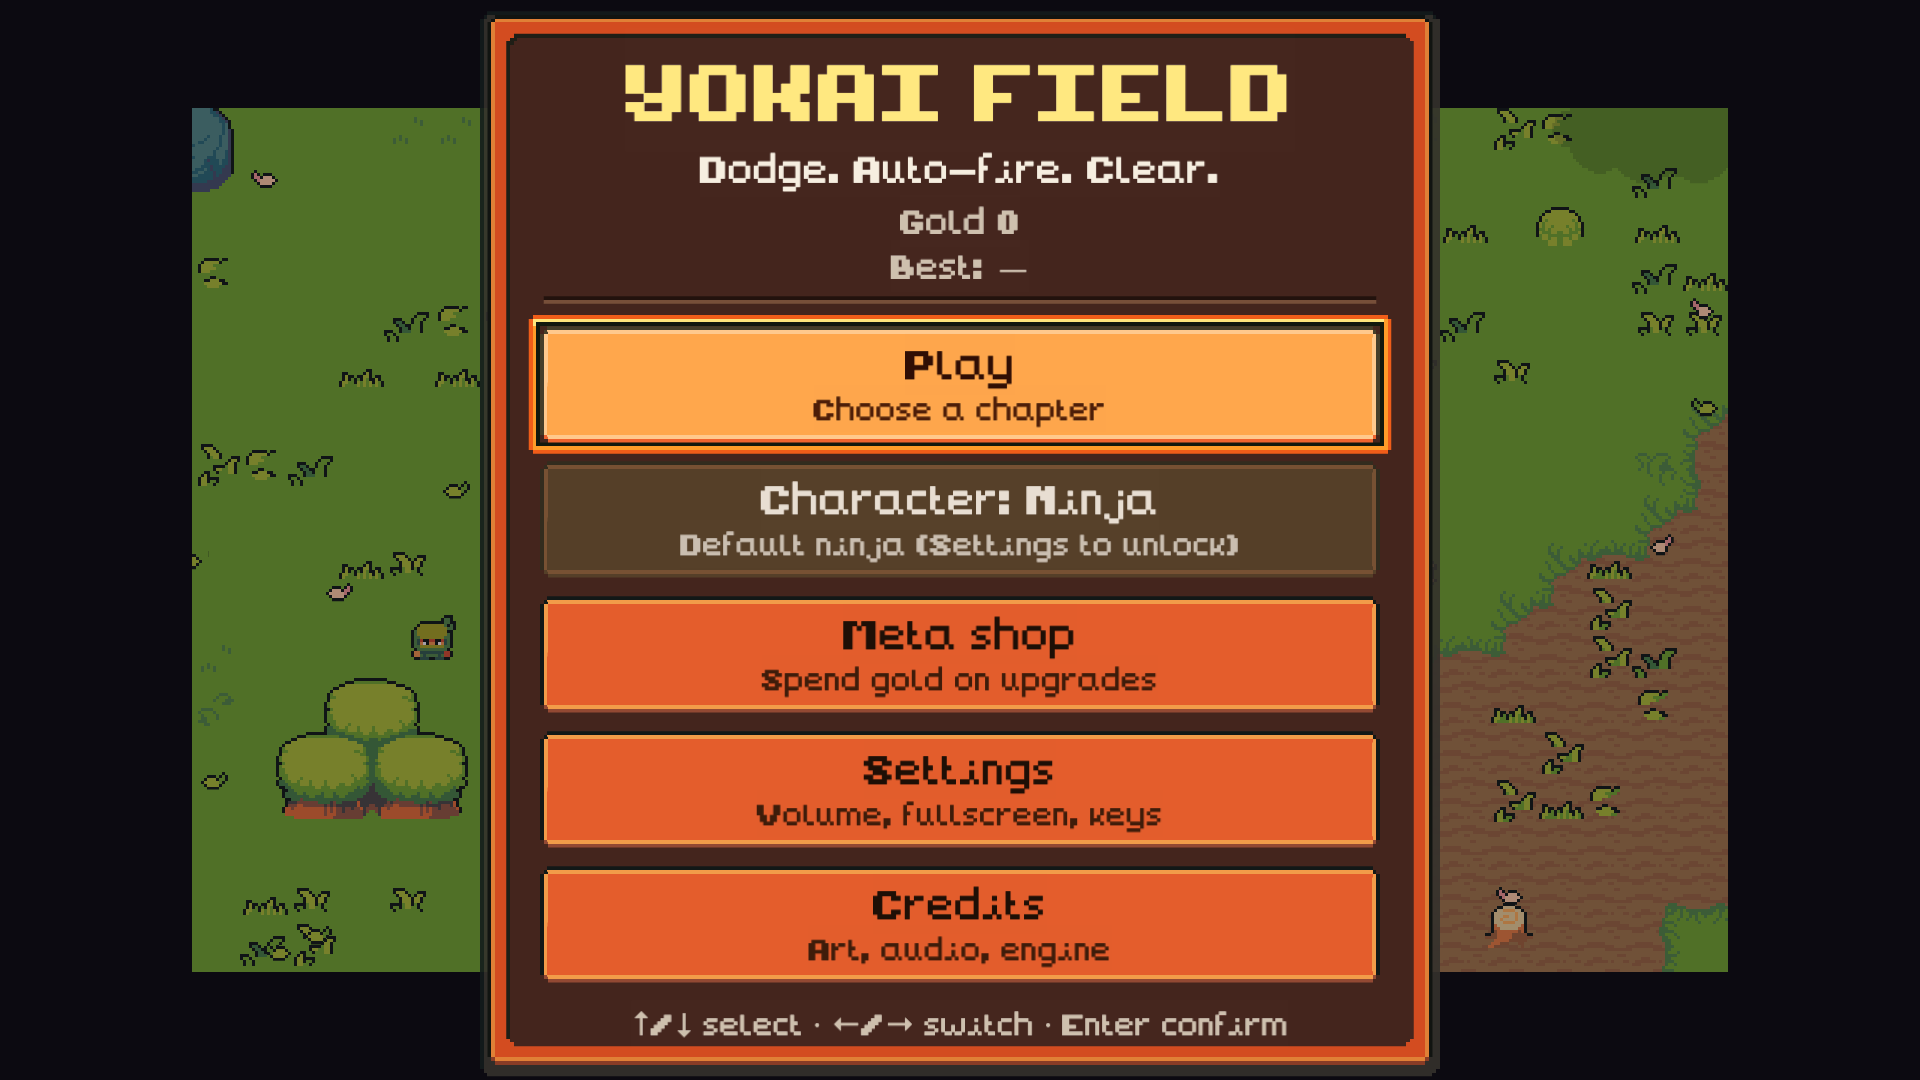 YOKAI FIELD
Dodge. Auto-fire. Clear.
Gold 0
Best: —
Play
Choose a chapter
Character: Ninja
Default ninja (Settings to unlock)
Meta shop
Spend gold on upgrades
Settings
Volume, fullscreen, keys
Credits
Art, audio, engine
↑/↓ select · ←/→ switch · Enter confirm